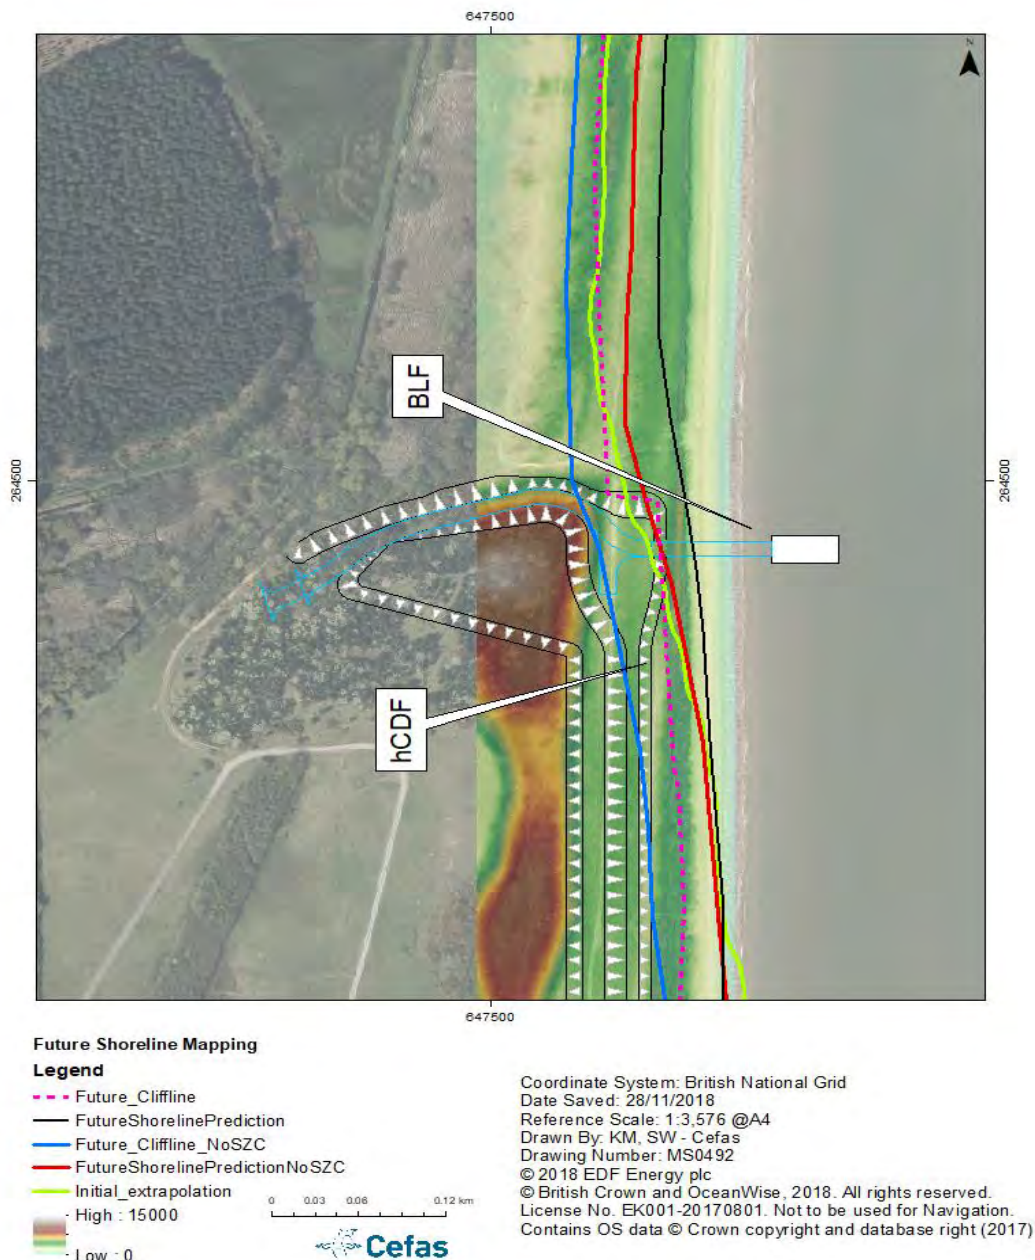 647500
N
264500
264500
BLF
hCDF
647500
Future Shoreline Mapping
Legend
Future_Cliffline
FutureShorelinePrediction
Future_Cliffline_NoSZC
FutureShorelinePredictionNoSZC
Initial_extrapolation
High : 15000
Low : 0
0 0.03 0.06 0.12 km
Cefas
Coordinate System: British National Grid
Date Saved: 28/11/2018
Reference Scale: 1:3,576 @A4
Drawn By: KM, SW - Cefas
Drawing Number: MS0492
© 2018 EDF Energy plc
© British Crown and OceanWise, 2018. All rights reserved.
License No. EK001-20170801. Not to be used for Navigation.
Contains OS data © Crown copyright and database right (2017)